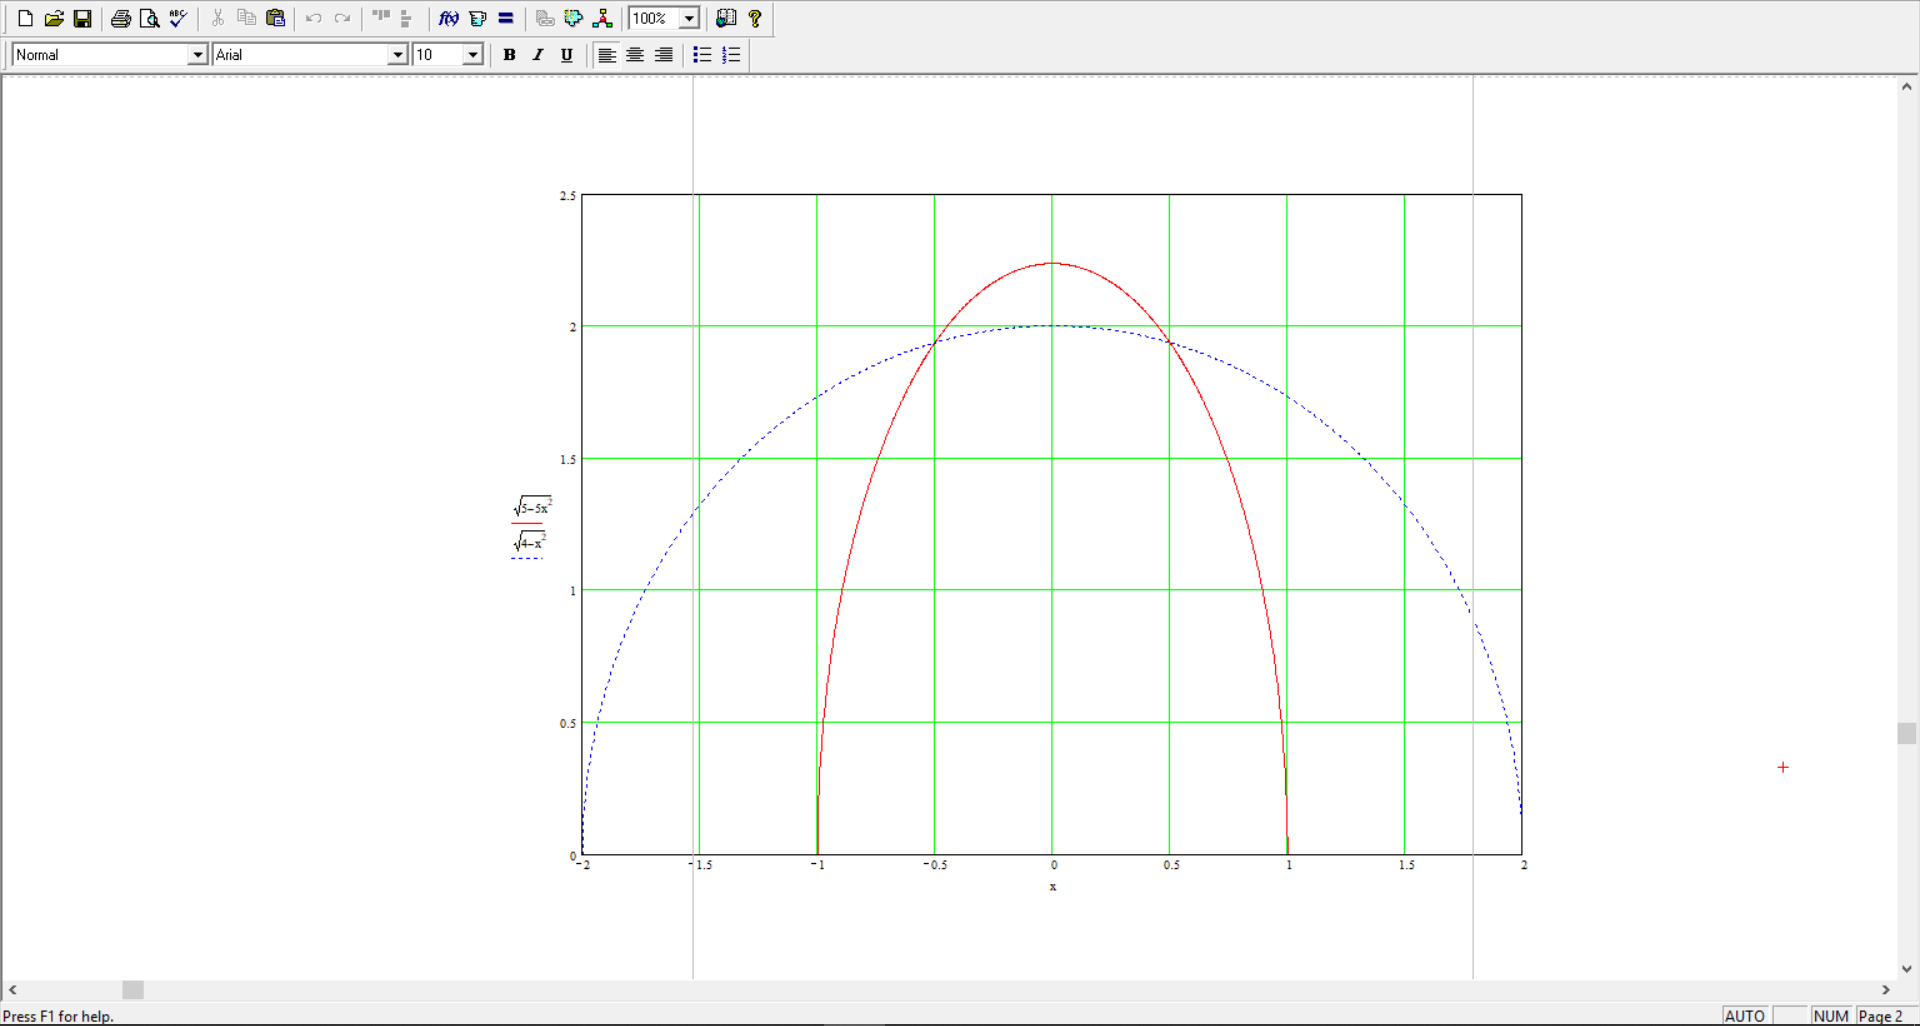 ABC f(x) 100% ?
Normal Arial 10 B I U
2.5
2
1.5
√5−5x²
√4−x²
1
0.5
0
−2 −1.5 −1 −0.5 0 0.5 1 1.5 2
x
Press F1 for help. AUTO NUM Page 2